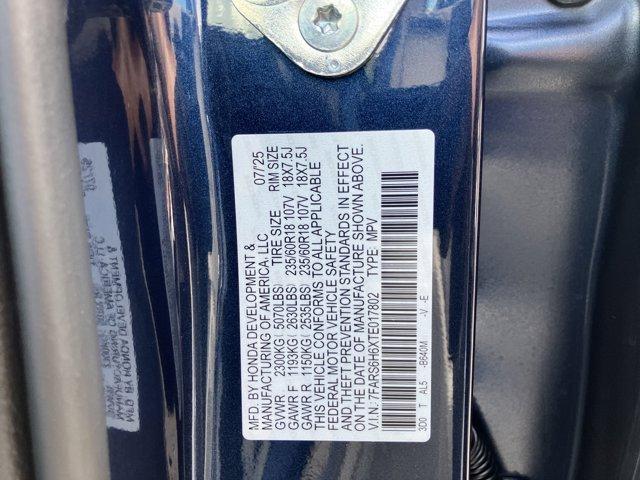 MFD. BY HONDA DEVELOPMENT & 07/'25
MANUFACTURING OF AMERICA, LLC
TIRE SIZE RIM SIZE
GVWR 2300KG( 5070LBS)
GAWR F 1193KG( 2630LBS) 235/60R18 107V 18X7.5J
GAWR R 1150KG( 2535LBS) 235/60R18 107V 18X7.5J
THIS VEHICLE CONFORMS TO ALL APPLICABLE
FEDERAL MOTOR VEHICLE SAFETY
AND THEFT PREVENTION STANDARDS IN EFFECT
ON THE DATE OF MANUFACTURE SHOWN ABOVE.
V.I.N. 7FARS6H6XTE017802 TYPE: MPV
3D0 T AL5 -B640M -V -E